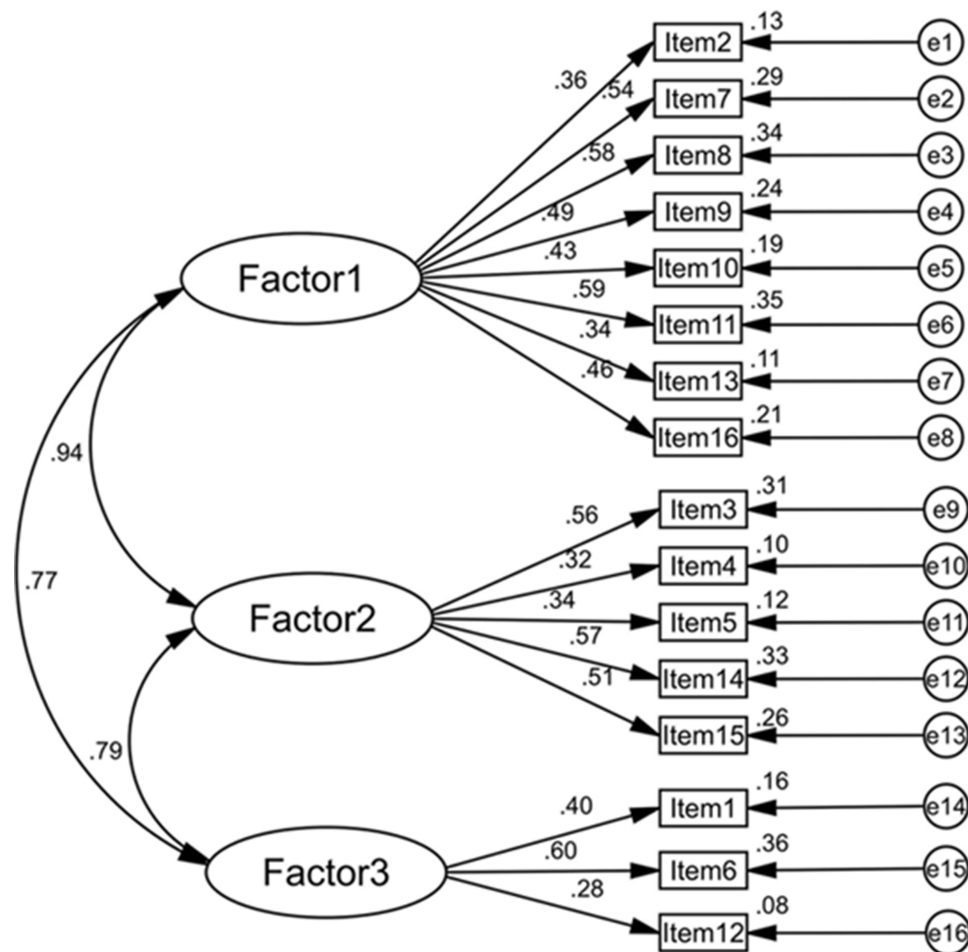 .13
Item2
e1
.36
.54
.29
Item7
e2
.58
.34
Item8
e3
.49
.24
Item9
e4
Factor1
.43
.19
Item10
e5
.59
.35
Item11
e6
.34
.11
Item13
e7
.46
.21
Item16
e8
.94
.77
.31
.56
Item3
e9
.32
.10
Item4
e10
Factor2
.34
.12
Item5
e11
.57
.33
Item14
e12
.51
.26
Item15
e13
.79
.16
.40
Item1
e14
Factor3
.60
.36
Item6
e15
.28
.08
Item12
e16